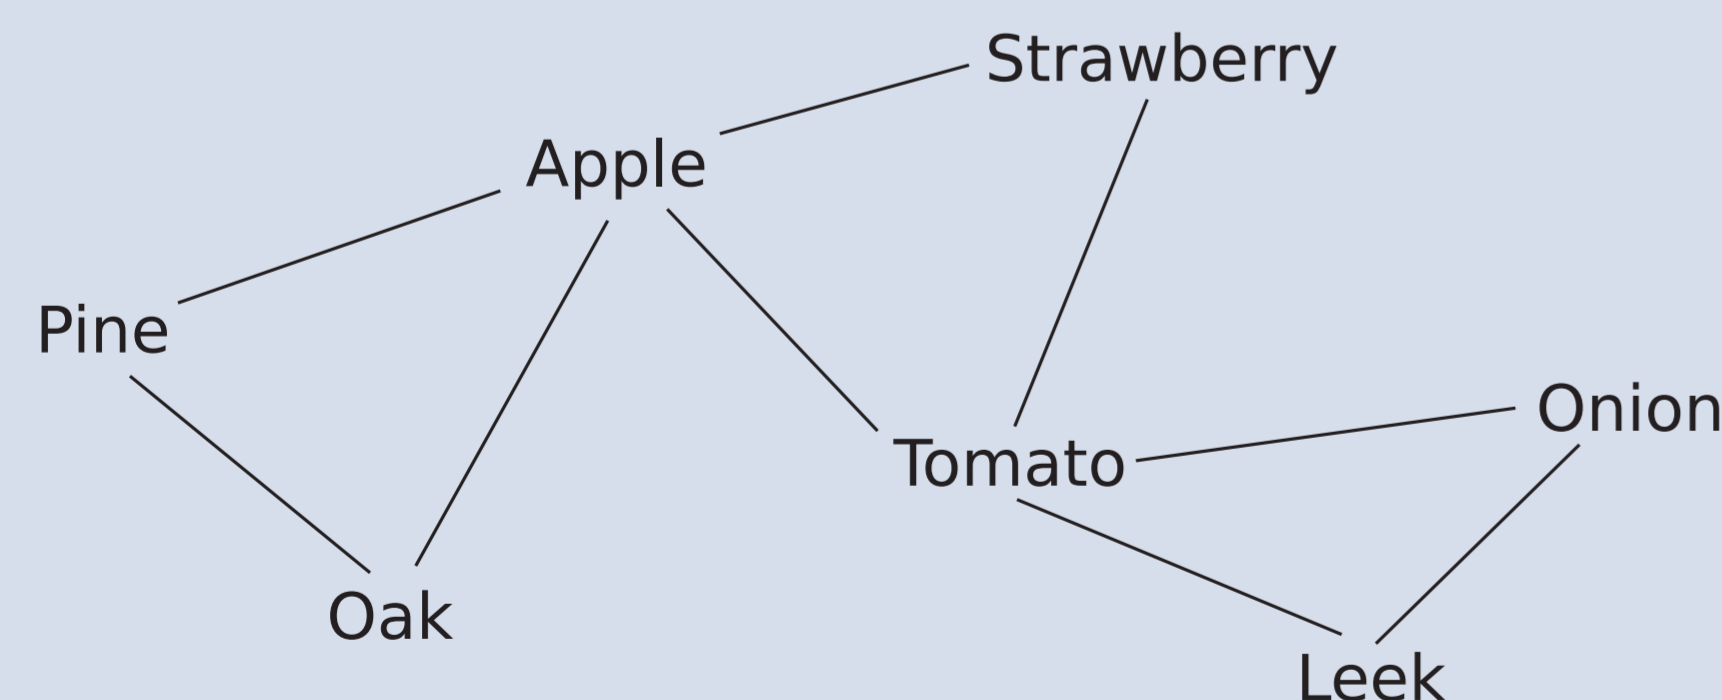 Strawberry
Apple
Pine
Onion
Tomato
Oak
Leek